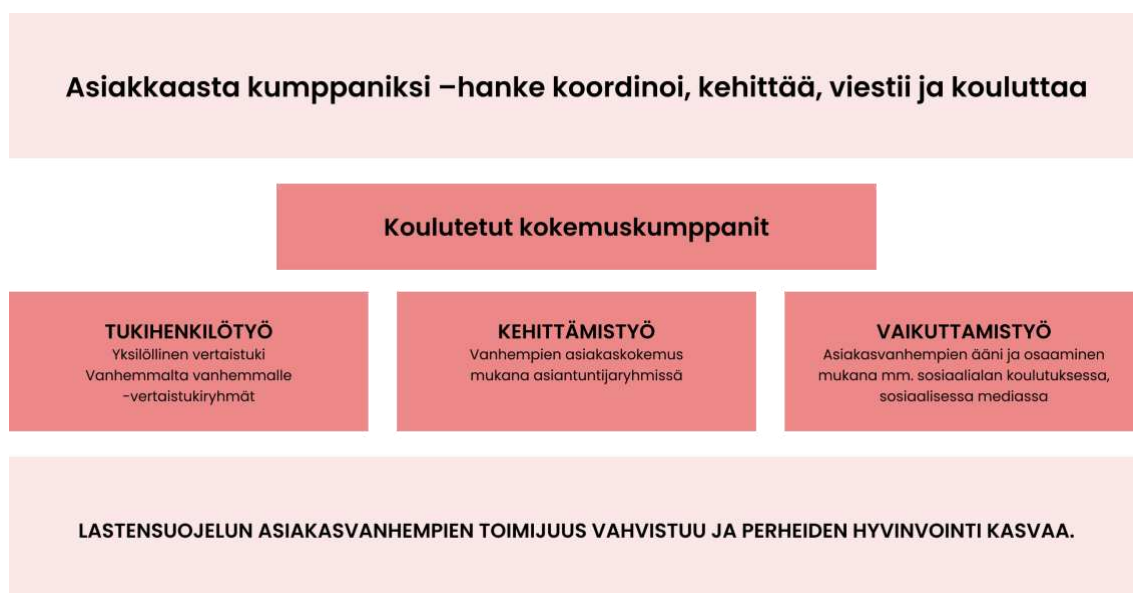 Asiakkaasta kumppaniksi –hanke koordinoi, kehittää, viestii ja kouluttaa
Koulutetut kokemuskumppanit
TUKIHENKILÖTYÖ
Yksilöllinen vertaistuki
Vanhemmalta vanhemmalle
-vertaistukiryhmät
KEHITTÄMISTYÖ
Vanhempien asiakaskokemus
mukana asiantuntijaryhmissä
VAIKUTTAMISTYÖ
Asiakasvanhempien ääni ja osaaminen
mukana mm. sosiaalialan koulutuksessa,
sosiaalisessa mediassa
LASTENSUOJELUN ASIAKASVANHEMPIEN TOIMIJUUS VAHVISTUU JA PERHEIDEN HYVINVOINTI KASVAA.